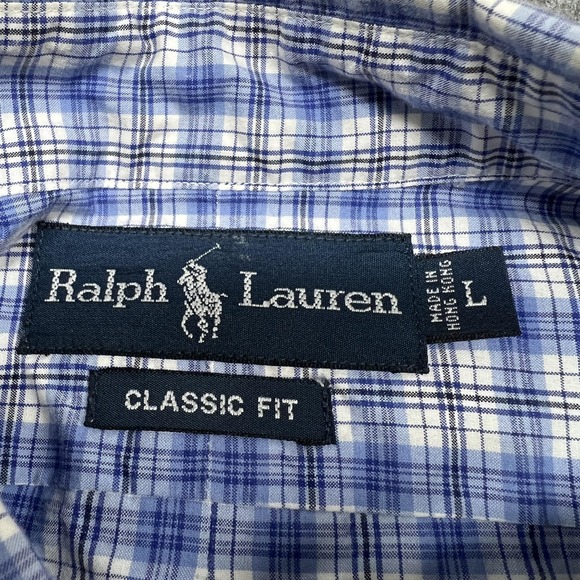 Ralph Lauren
MADE IN
HONG KONG
L
CLASSIC FIT